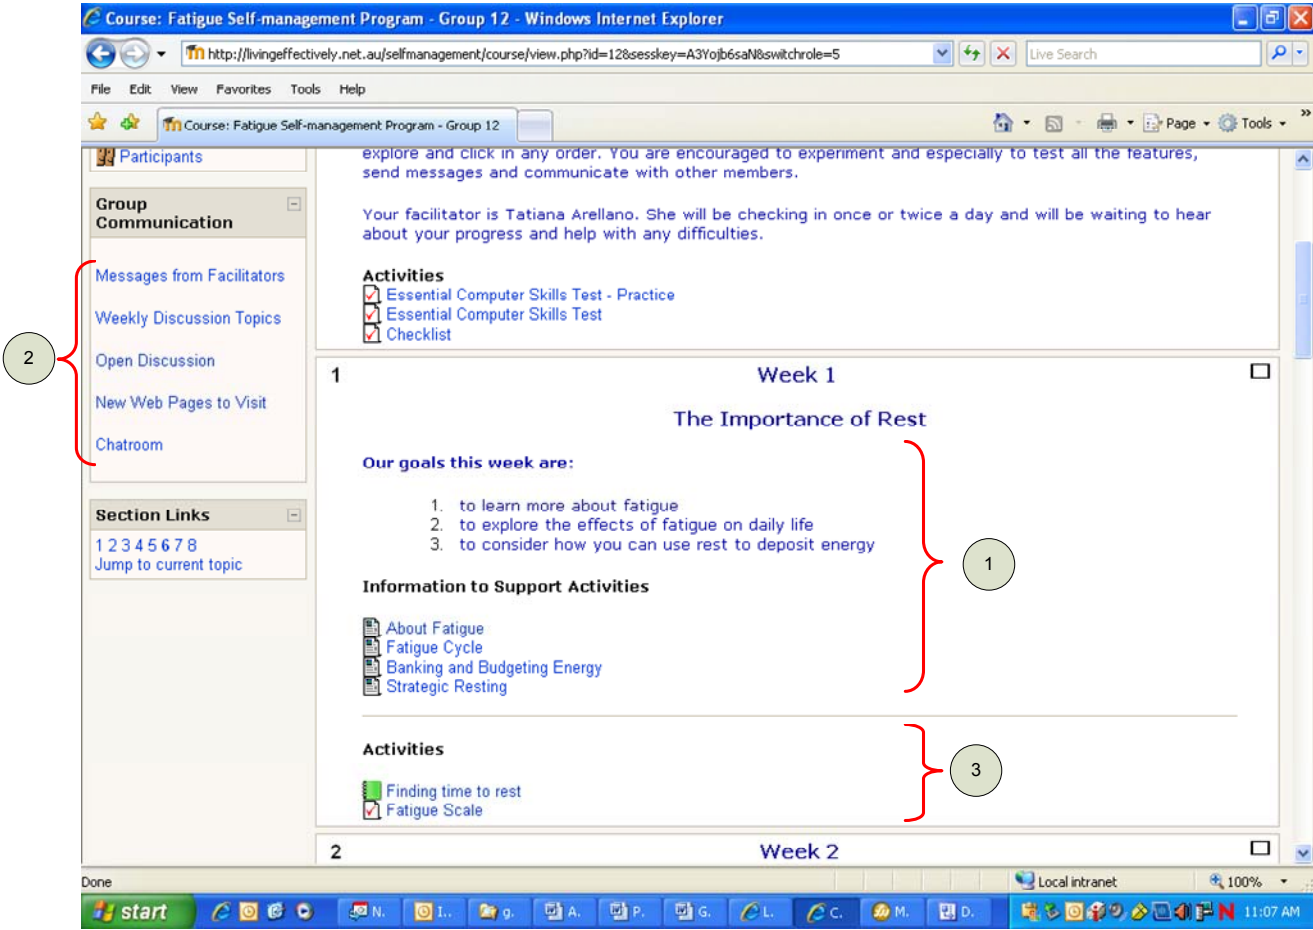 Course: Fatigue Self-management Program - Group 12 - Windows Internet Explorer
http://livingeffectively.net.au/selfmanagement/course/view.php?id=12&sesskey=A3Yojb6saN&switchrole=5
Live Search
File Edit View Favorites Tools Help
Course: Fatigue Self-management Program - Group 12
Page
Tools
Participants
Group
Communication
Messages from Facilitators
Weekly Discussion Topics
Open Discussion
New Web Pages to Visit
Chatroom
2
Section Links
1 2 3 4 5 6 7 8
Jump to current topic
explore and click in any order. You are encouraged to experiment and especially to test all the features,
send messages and communicate with other members.
Your facilitator is Tatiana Arellano. She will be checking in once or twice a day and will be waiting to hear
about your progress and help with any difficulties.
Activities
Essential Computer Skills Test - Practice
Essential Computer Skills Test
Checklist
1 Week 1
The Importance of Rest
Our goals this week are:
1. to learn more about fatigue
2. to explore the effects of fatigue on daily life
3. to consider how you can use rest to deposit energy
1
Information to Support Activities
About Fatigue
Fatigue Cycle
Banking and Budgeting Energy
Strategic Resting
Activities
3
Finding time to rest
Fatigue Scale
2 Week 2
Done
Local intranet
100%
start
N.
I..
g.
A.
P.
G.
L.
C.
M.
D.
11:07 AM